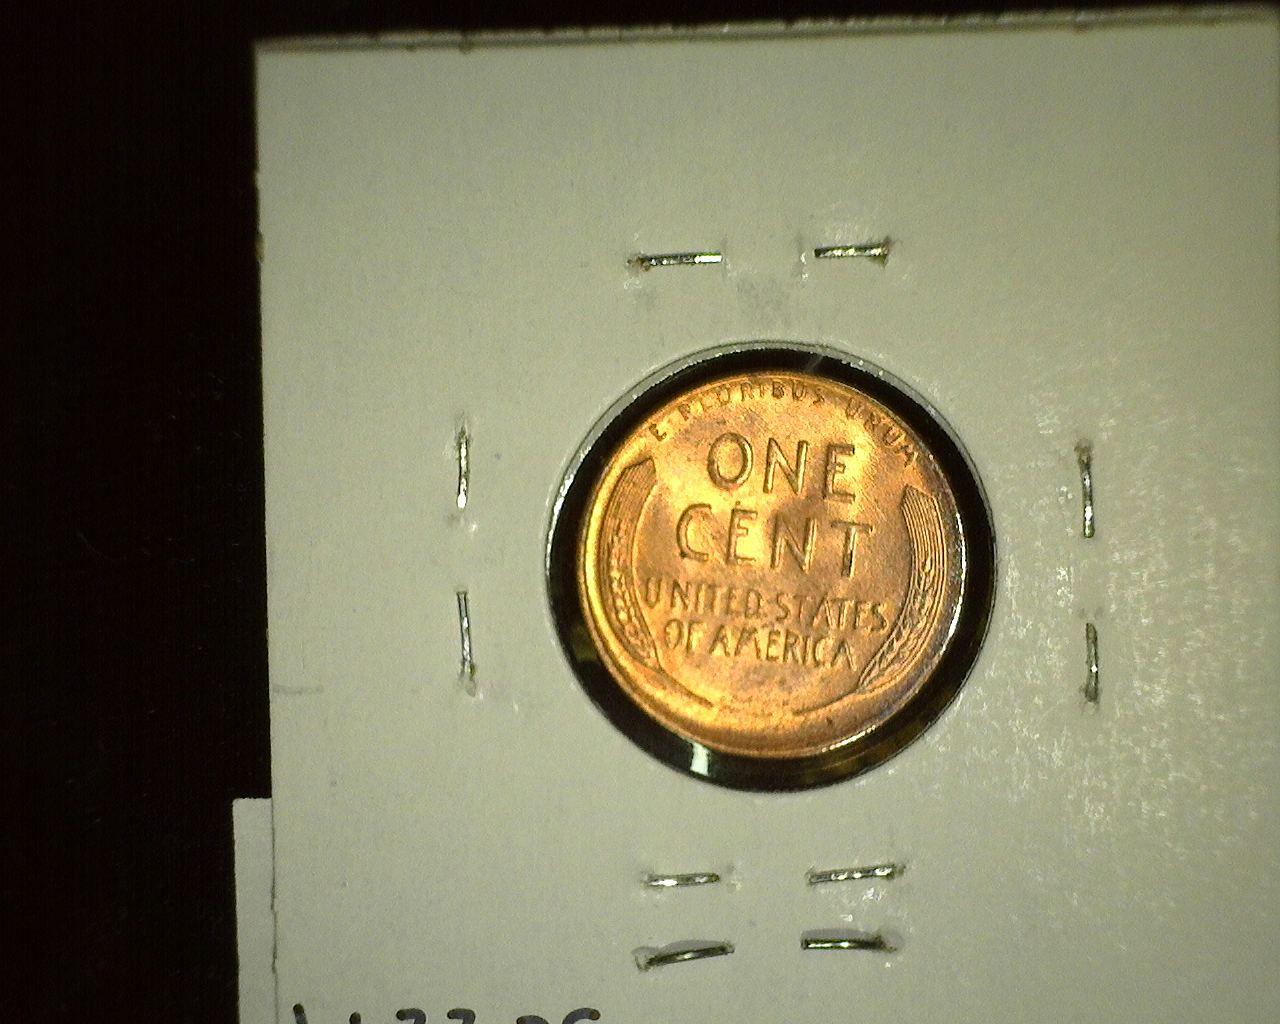 E PLURIBUS UNUM
ONE
CENT
UNITED STATES
OF AMERICA